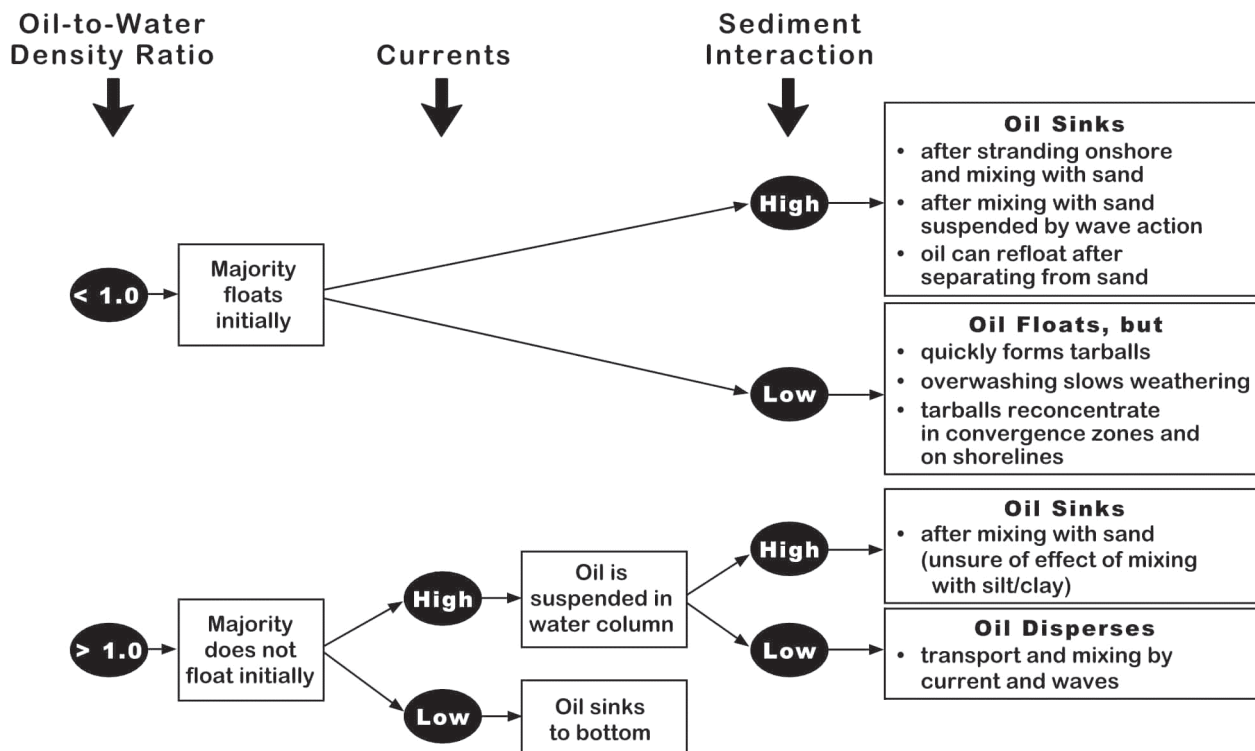 Oil-to-Water
Density Ratio
Currents
Sediment
Interaction
< 1.0
Majority
floats
initially
High
Oil Sinks
• after stranding onshore
and mixing with sand
• after mixing with sand
suspended by wave action
• oil can refloat after
separating from sand
Low
Oil Floats, but
• quickly forms tarballs
• overwashing slows weathering
• tarballs reconcentrate
in convergence zones and
on shorelines
> 1.0
Majority
does not
float initially
High
Oil is
suspended in
water column
High
Oil Sinks
• after mixing with sand
(unsure of effect of mixing
with silt/clay)
Low
Oil Disperses
• transport and mixing by
current and waves
Low
Oil sinks
to bottom